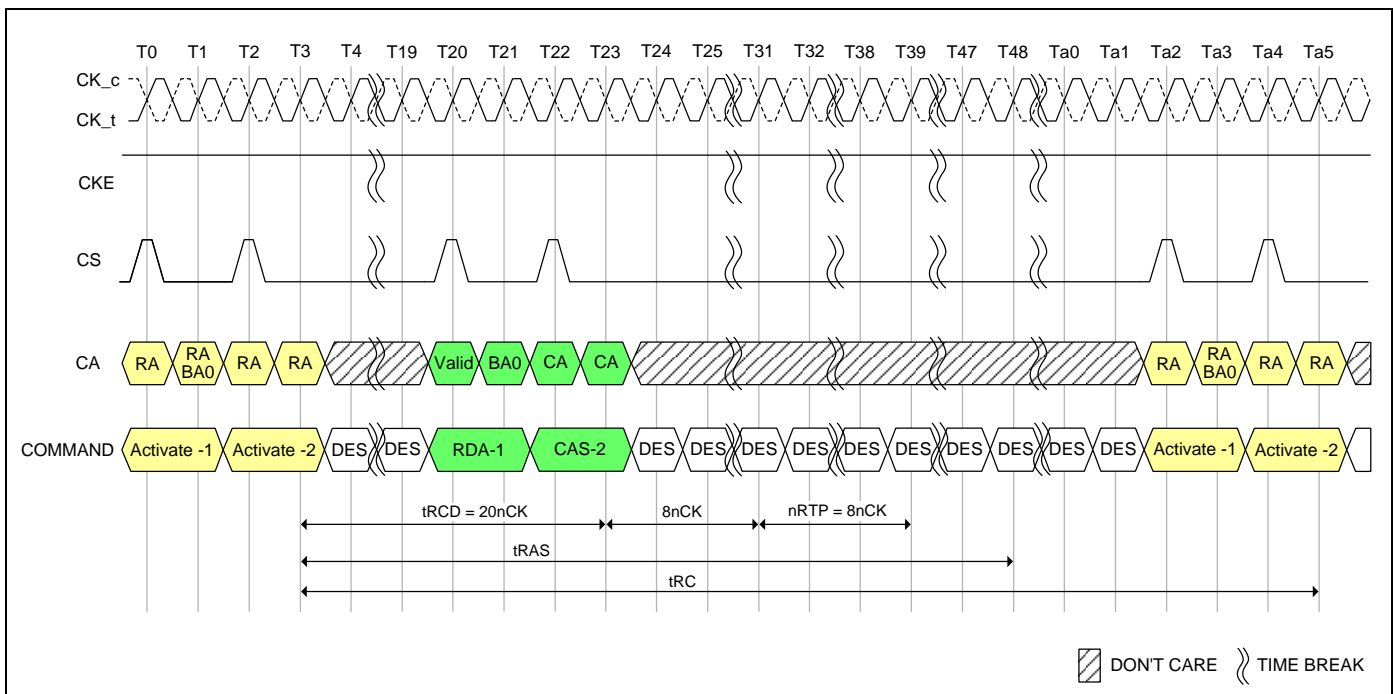 T0 T1 T2 T3 T4 T19 T20 T21 T22 T23 T24 T25 T31 T32 T38 T39 T47 T48 Ta0 Ta1 Ta2 Ta3 Ta4 Ta5
CK_c
CK_t
CKE
CS
CA RA RA BA0 RA RA Valid BA0 CA CA RA RA BA0 RA RA
COMMAND Activate -1 Activate -2 DES DES RDA-1 CAS-2 DES DES DES DES DES DES DES DES DES DES Activate -1 Activate -2
tRCD = 20nCK 8nCK nRTP = 8nCK
tRAS
tRC
DON'T CARE TIME BREAK